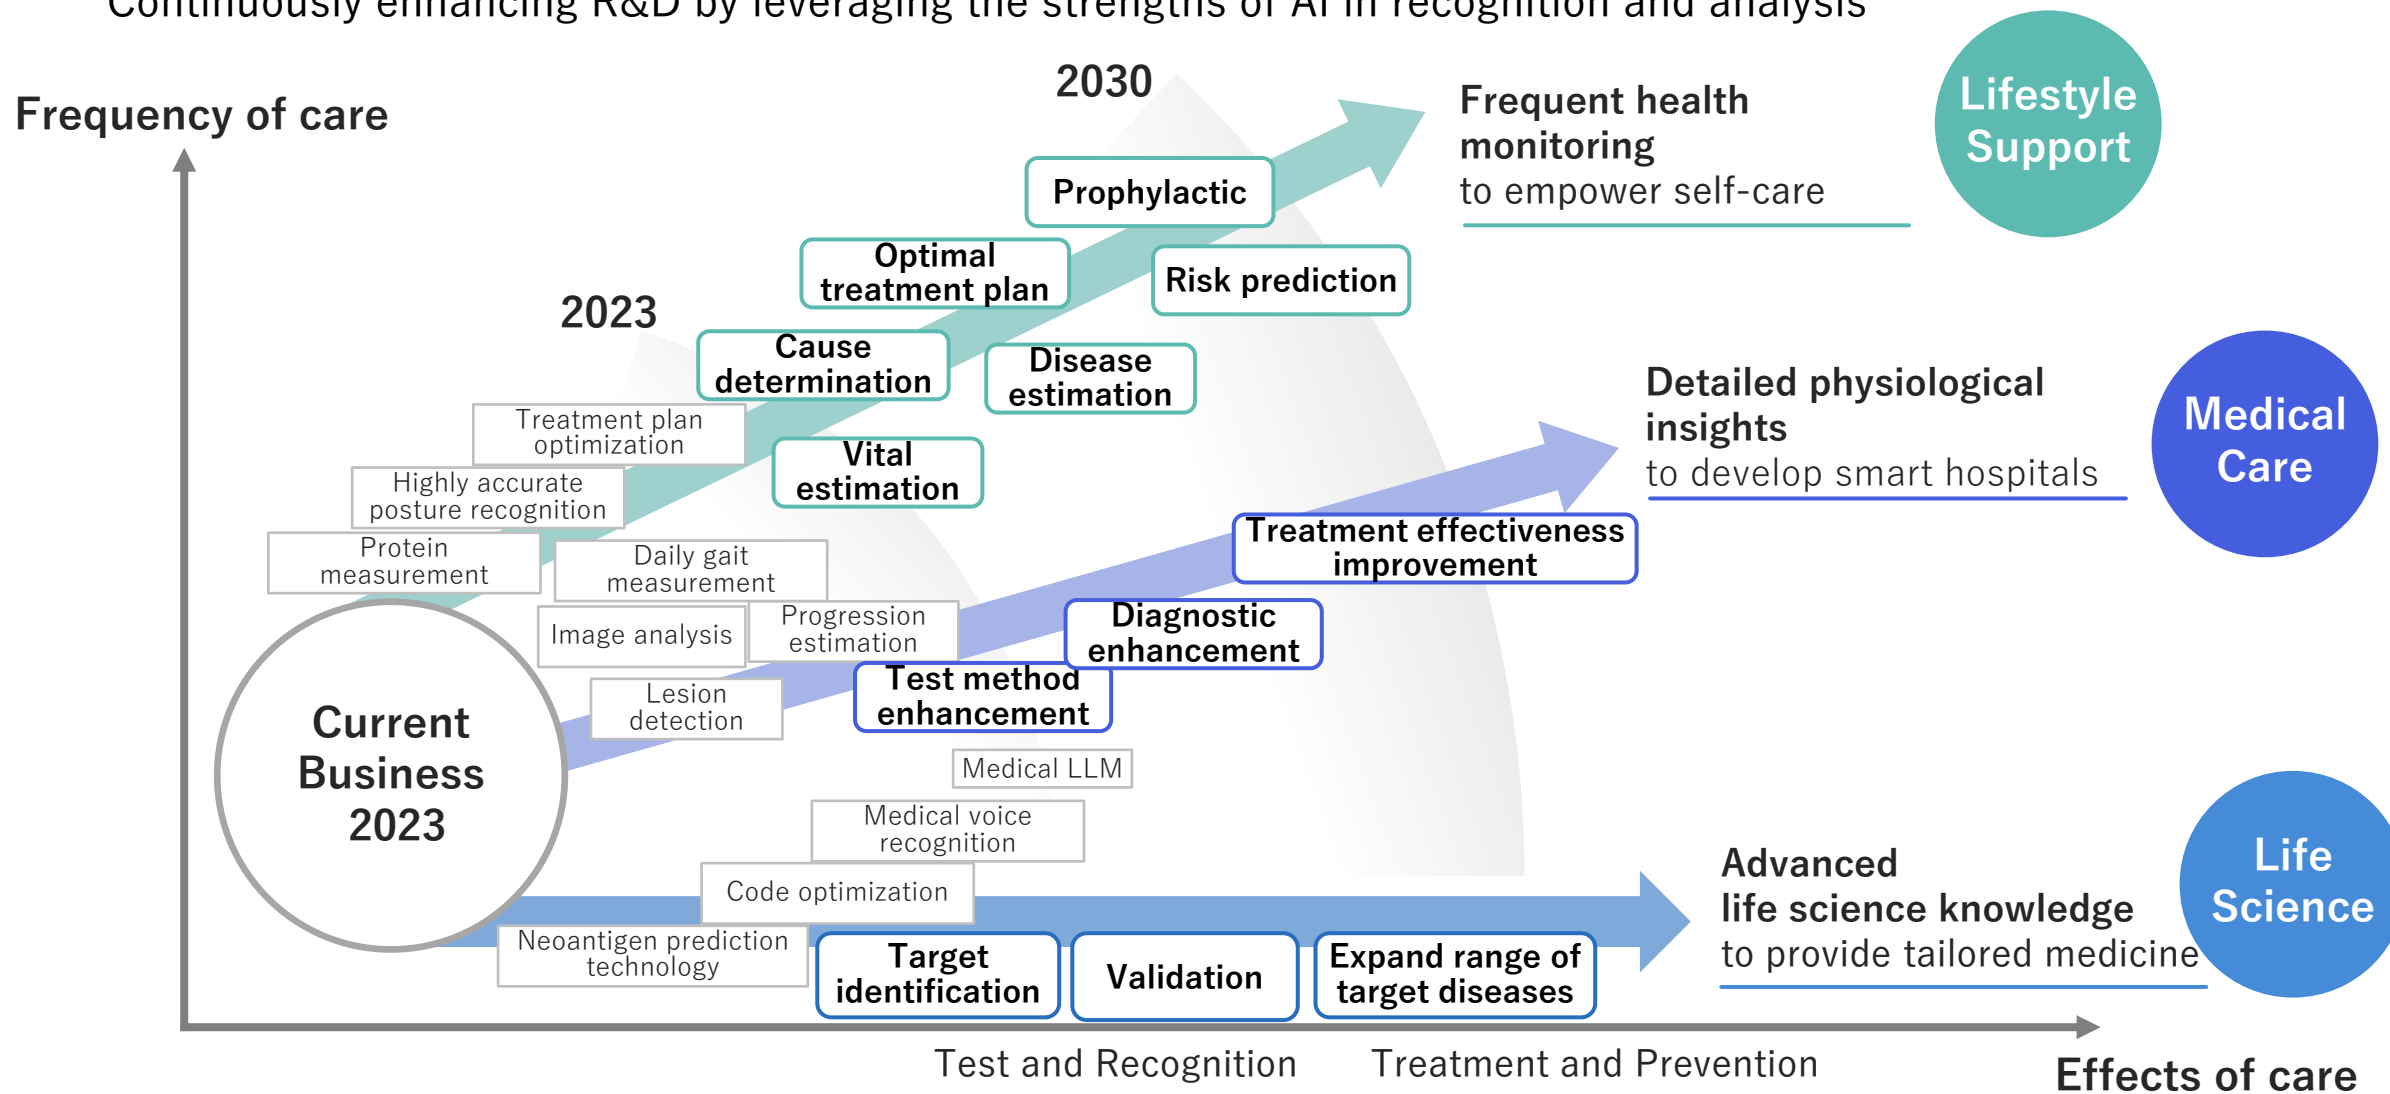 Continuously enhancing R&D by leveraging the strengths of AI in recognition and analysis
Frequency of care
2030
2023
Frequent health
monitoring
to empower self-care
Lifestyle
Support
Prophylactic
Optimal
treatment plan
Risk prediction
Cause
determination
Disease
estimation
Vital
estimation
Treatment plan
optimization
Highly accurate
posture recognition
Protein
measurement
Daily gait
measurement
Detailed physiological
insights
to develop smart hospitals
Medical
Care
Treatment effectiveness
improvement
Diagnostic
enhancement
Test method
enhancement
Image analysis
Progression
estimation
Lesion
detection
Current
Business
2023
Medical LLM
Medical voice
recognition
Code optimization
Neoantigen prediction
technology
Target
identification
Validation
Expand range of
target diseases
Advanced
life science knowledge
to provide tailored medicine
Life
Science
Test and Recognition
Treatment and Prevention
Effects of care